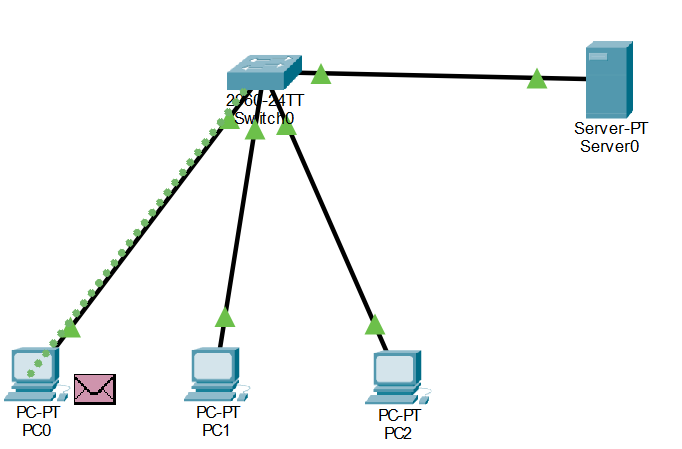 2960-24TT
Switch0
Server-PT
Server0
PC-PT
PC0
PC-PT
PC1
PC-PT
PC2